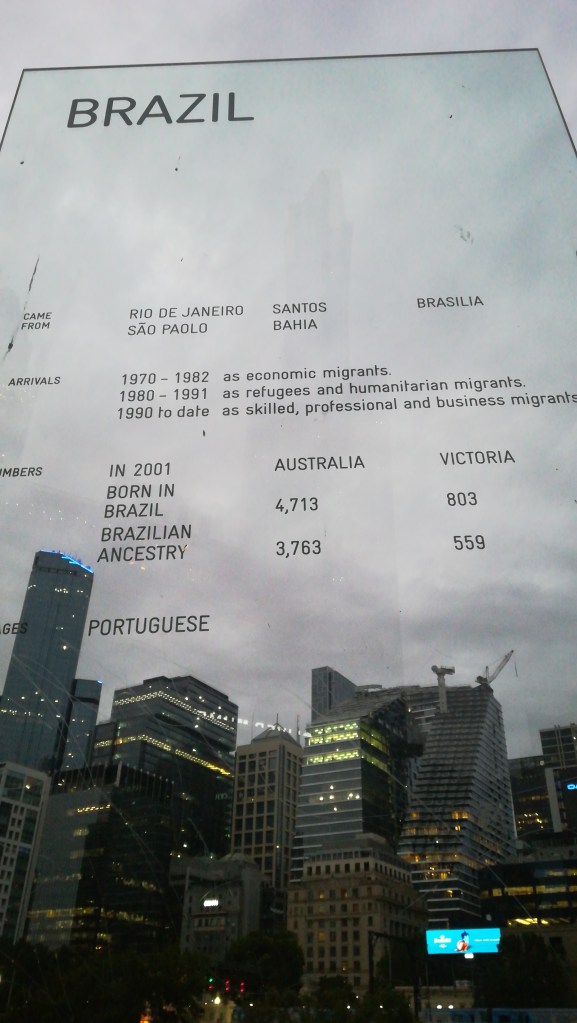 BRAZIL
CAME FROM
RIO DE JANEIRO SANTOS BRASILIA
SÃO PAOLO BAHIA
ARRIVALS 1970 - 1982 as economic migrants.
1980 - 1991 as refugees and humanitarian migrants.
1990 to date as skilled, professional and business migrants
UMBERS IN 2001 AUSTRALIA VICTORIA
BORN IN
BRAZIL 4,713 803
BRAZILIAN
ANCESTRY 3,763 559
AGES PORTUGUESE